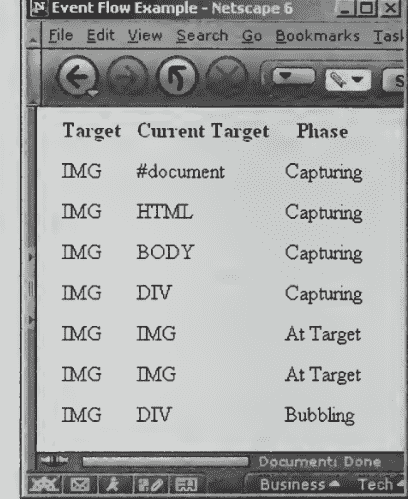 Event Flow Example - Netscape 6
File Edit View Search Go Bookmarks
Target Current Target Phase
IMG #document Capturing
IMG HTML Capturing
IMG BODY Capturing
IMG DIV Capturing
IMG IMG At Target
IMG IMG At Target
IMG DIV Bubbling
Document: Done
Business Tech